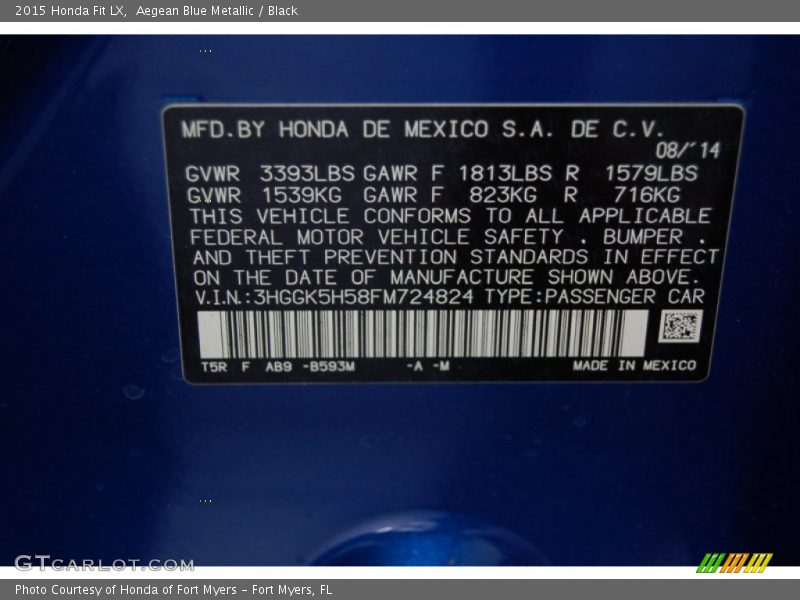 2015 Honda Fit LX, Aegean Blue Metallic / Black
MFD.BY HONDA DE MEXICO S.A. DE C.V.
08/'14
GVWR 3393LBS GAWR F 1813LBS R 1579LBS
GVWR 1539KG GAWR F 823KG R 716KG
THIS VEHICLE CONFORMS TO ALL APPLICABLE
FEDERAL MOTOR VEHICLE SAFETY . BUMPER .
AND THEFT PREVENTION STANDARDS IN EFFECT
ON THE DATE OF MANUFACTURE SHOWN ABOVE.
V.I.N.:3HGGK5H58FM724824 TYPE:PASSENGER CAR
T5R F AB9 -B593M -A -M MADE IN MEXICO
GTcarlot.com
Photo Courtesy of Honda of Fort Myers - Fort Myers, FL